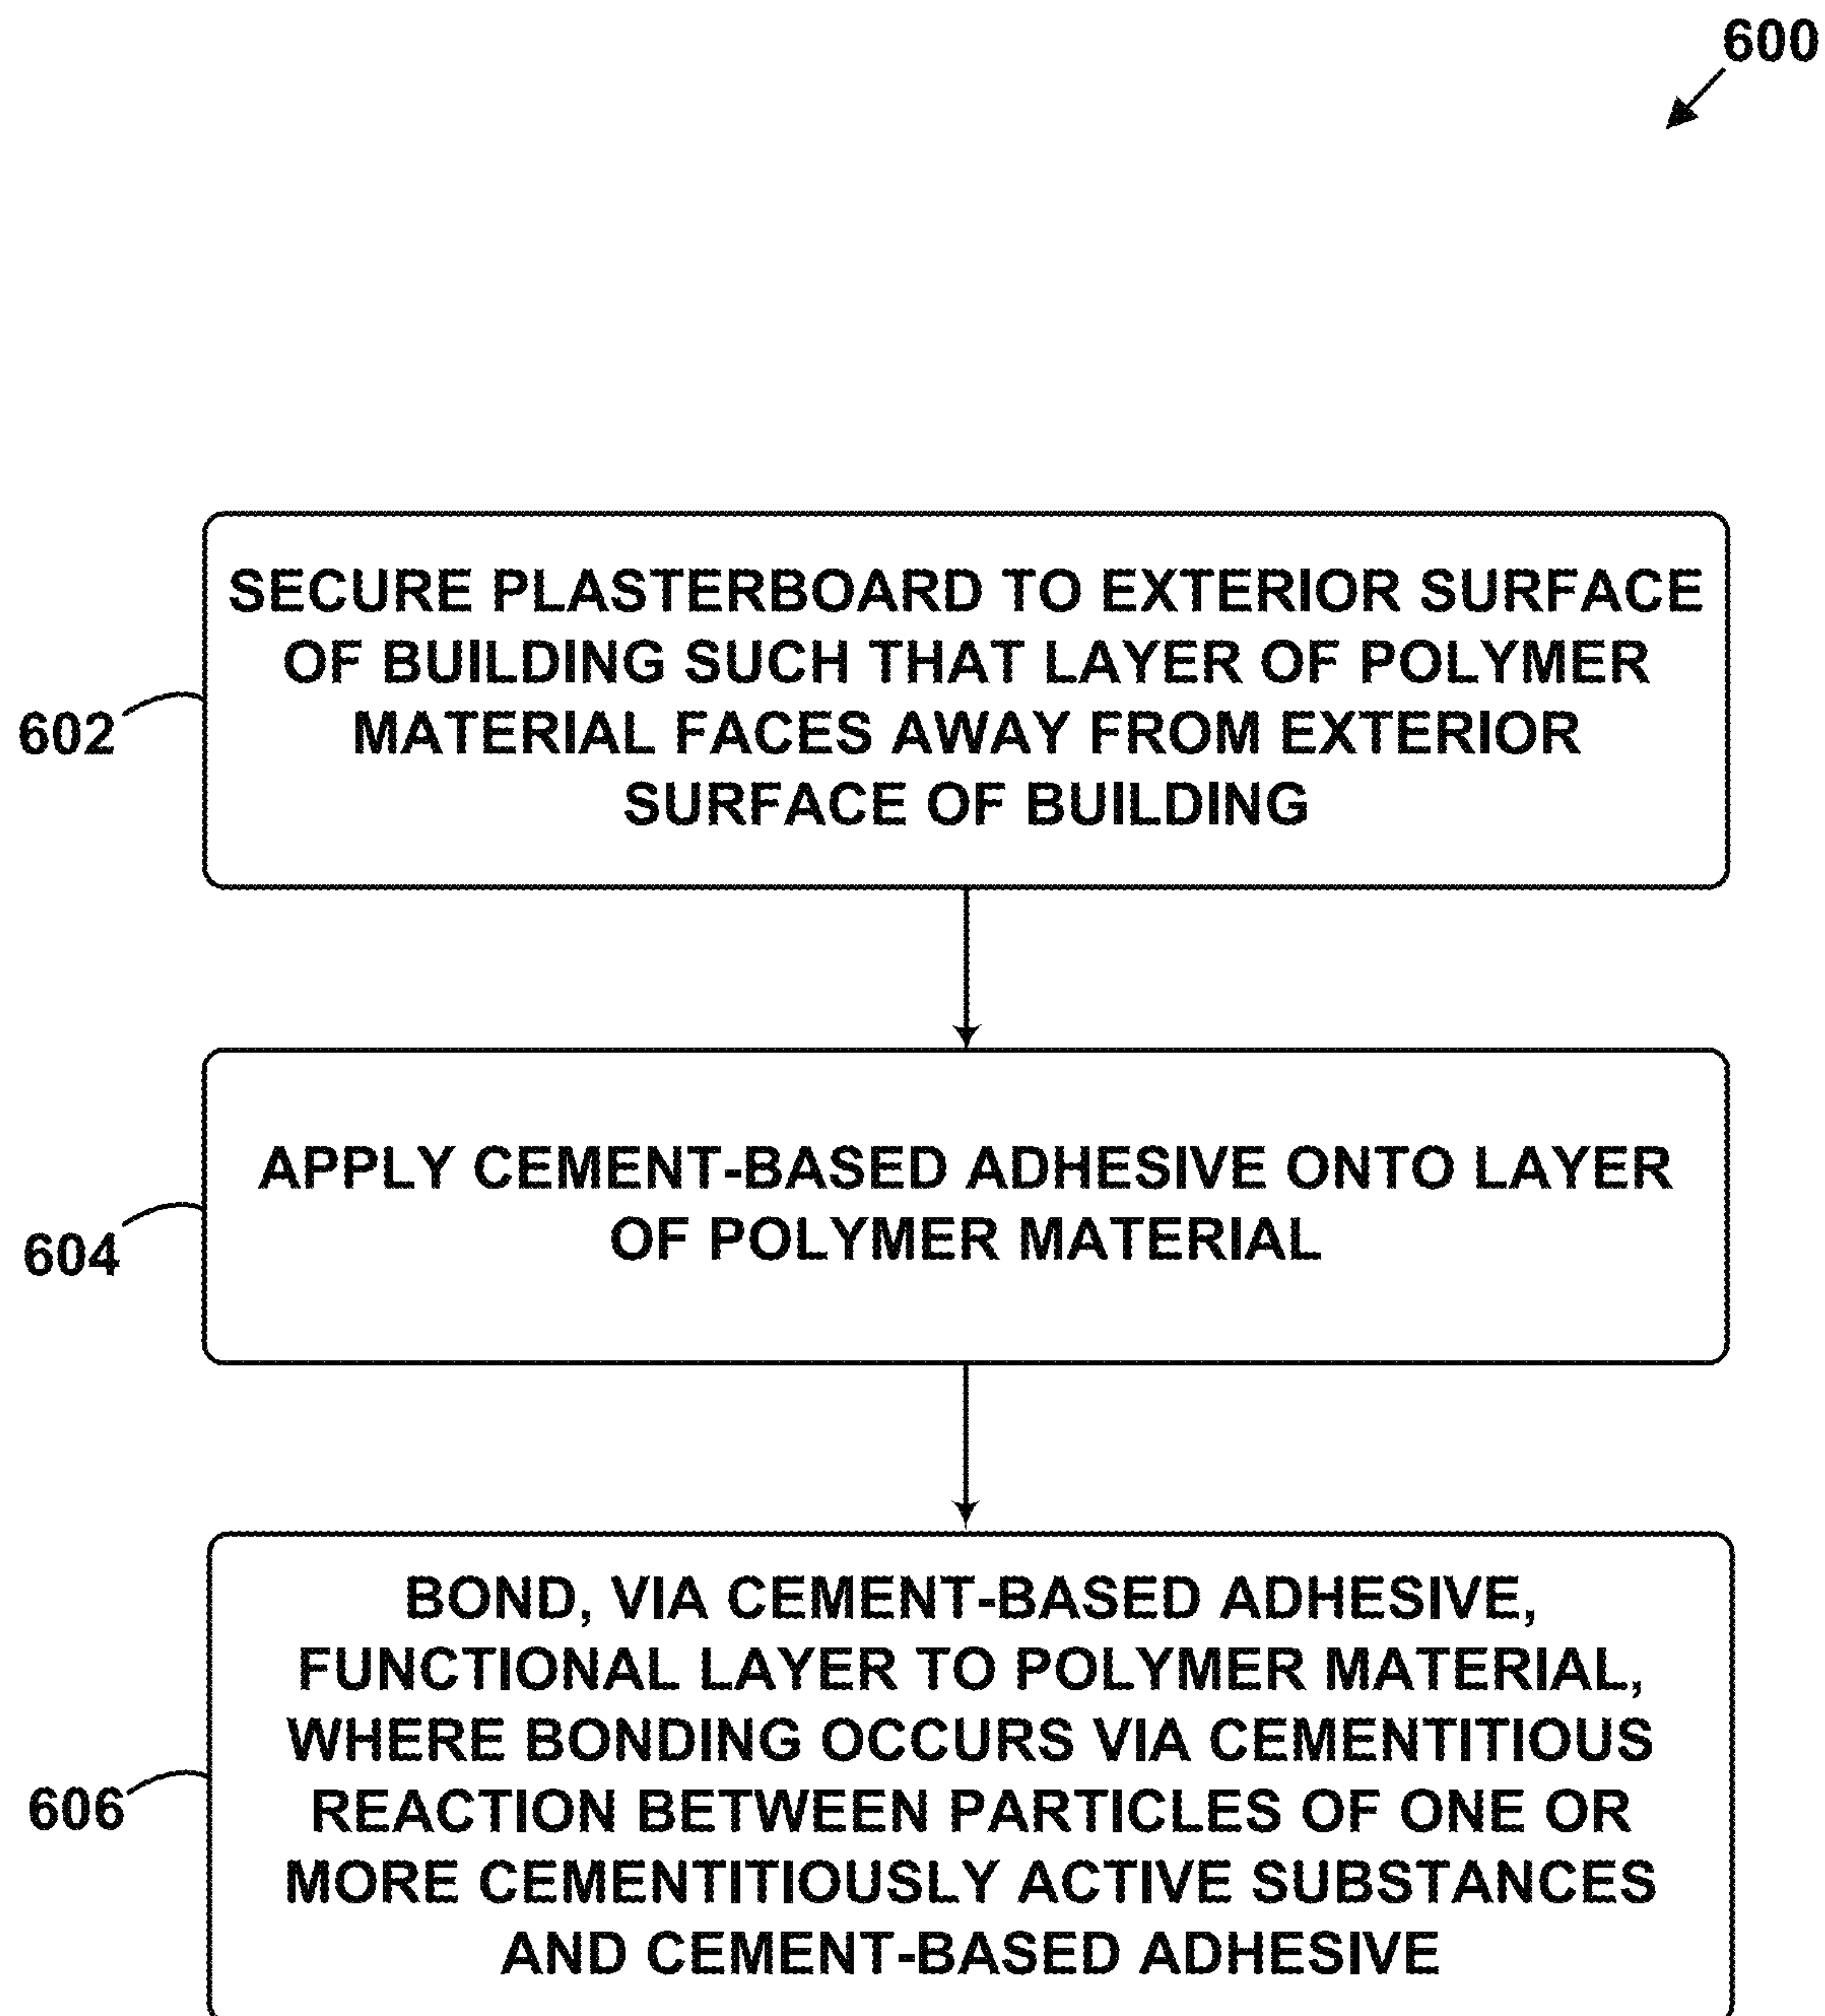 600
SECURE PLASTERBOARD TO EXTERIOR SURFACE
OF BUILDING SUCH THAT LAYER OF POLYMER
MATERIAL FACES AWAY FROM EXTERIOR
SURFACE OF BUILDING
602
APPLY CEMENT-BASED ADHESIVE ONTO LAYER
OF POLYMER MATERIAL
604
BOND, VIA CEMENT-BASED ADHESIVE,
FUNCTIONAL LAYER TO POLYMER MATERIAL,
WHERE BONDING OCCURS VIA CEMENTITIOUS
REACTION BETWEEN PARTICLES OF ONE OR
MORE CEMENTITIOUSLY ACTIVE SUBSTANCES
AND CEMENT-BASED ADHESIVE
606